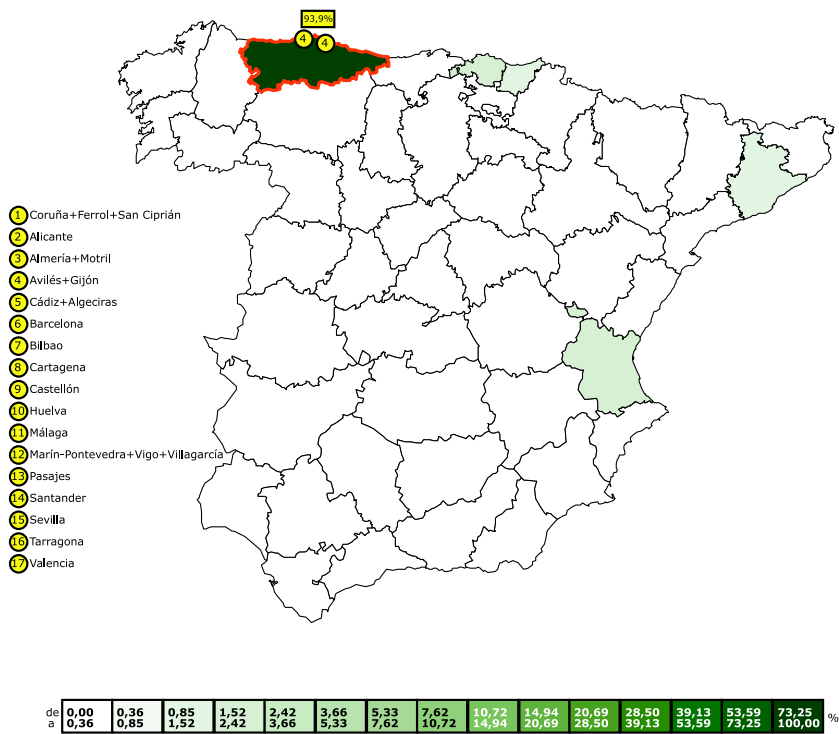 93,9%
4 4
1 Coruña+Ferrol+San Ciprián
2 Alicante
3 Almería+Motril
4 Avilés+Gijón
5 Cádiz+Algeciras
6 Barcelona
7 Bilbao
8 Cartagena
9 Castellón
10 Huelva
11 Málaga
12 Marín-Pontevedra+Vigo+Villagarcía
13 Pasajes
14 Santander
15 Sevilla
16 Tarragona
17 Valencia
de 0,00 0,36 0,85 1,52 2,42 3,66 5,33 7,62 10,72 14,94 20,69 28,50 39,13 53,59 73,25 %
a 0,36 0,85 1,52 2,42 3,66 5,33 7,62 10,72 14,94 20,69 28,50 39,13 53,59 73,25 100,00